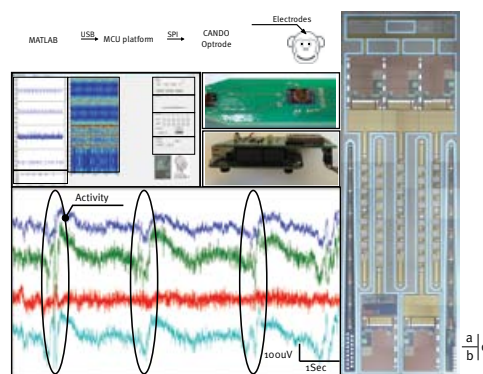 Electrodes
MATLAB
USB
MCU platform
SPI
CANDO
Optrode
Activity
100uV
1Sec
a
b
c